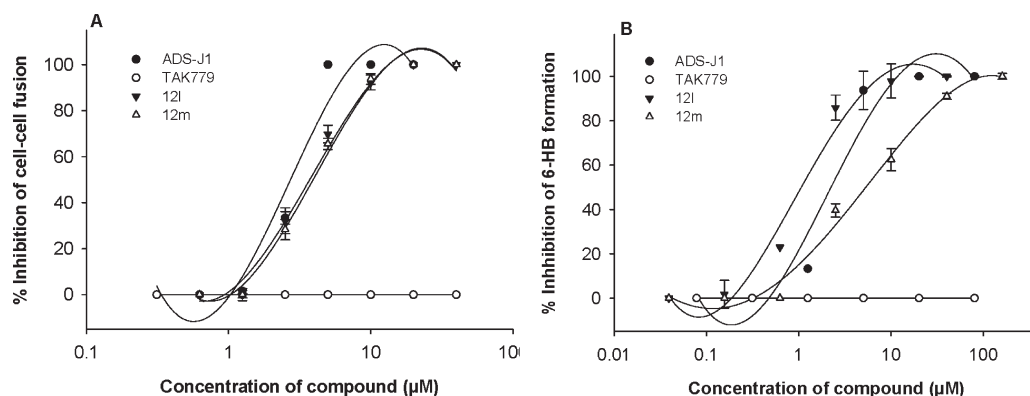 A
% Inhibition of cell-cell fusion
100
80
60
40
20
0
ADS-J1
TAK779
12l
12m
0.1
1
10
Concentration of compound (µM)
B
% Inhhibition of 6-HB formation
100
80
60
40
20
0
ADS-J1
TAK779
12l
12m
0.01
0.1
1
10
100
Concentration of compound (µM)